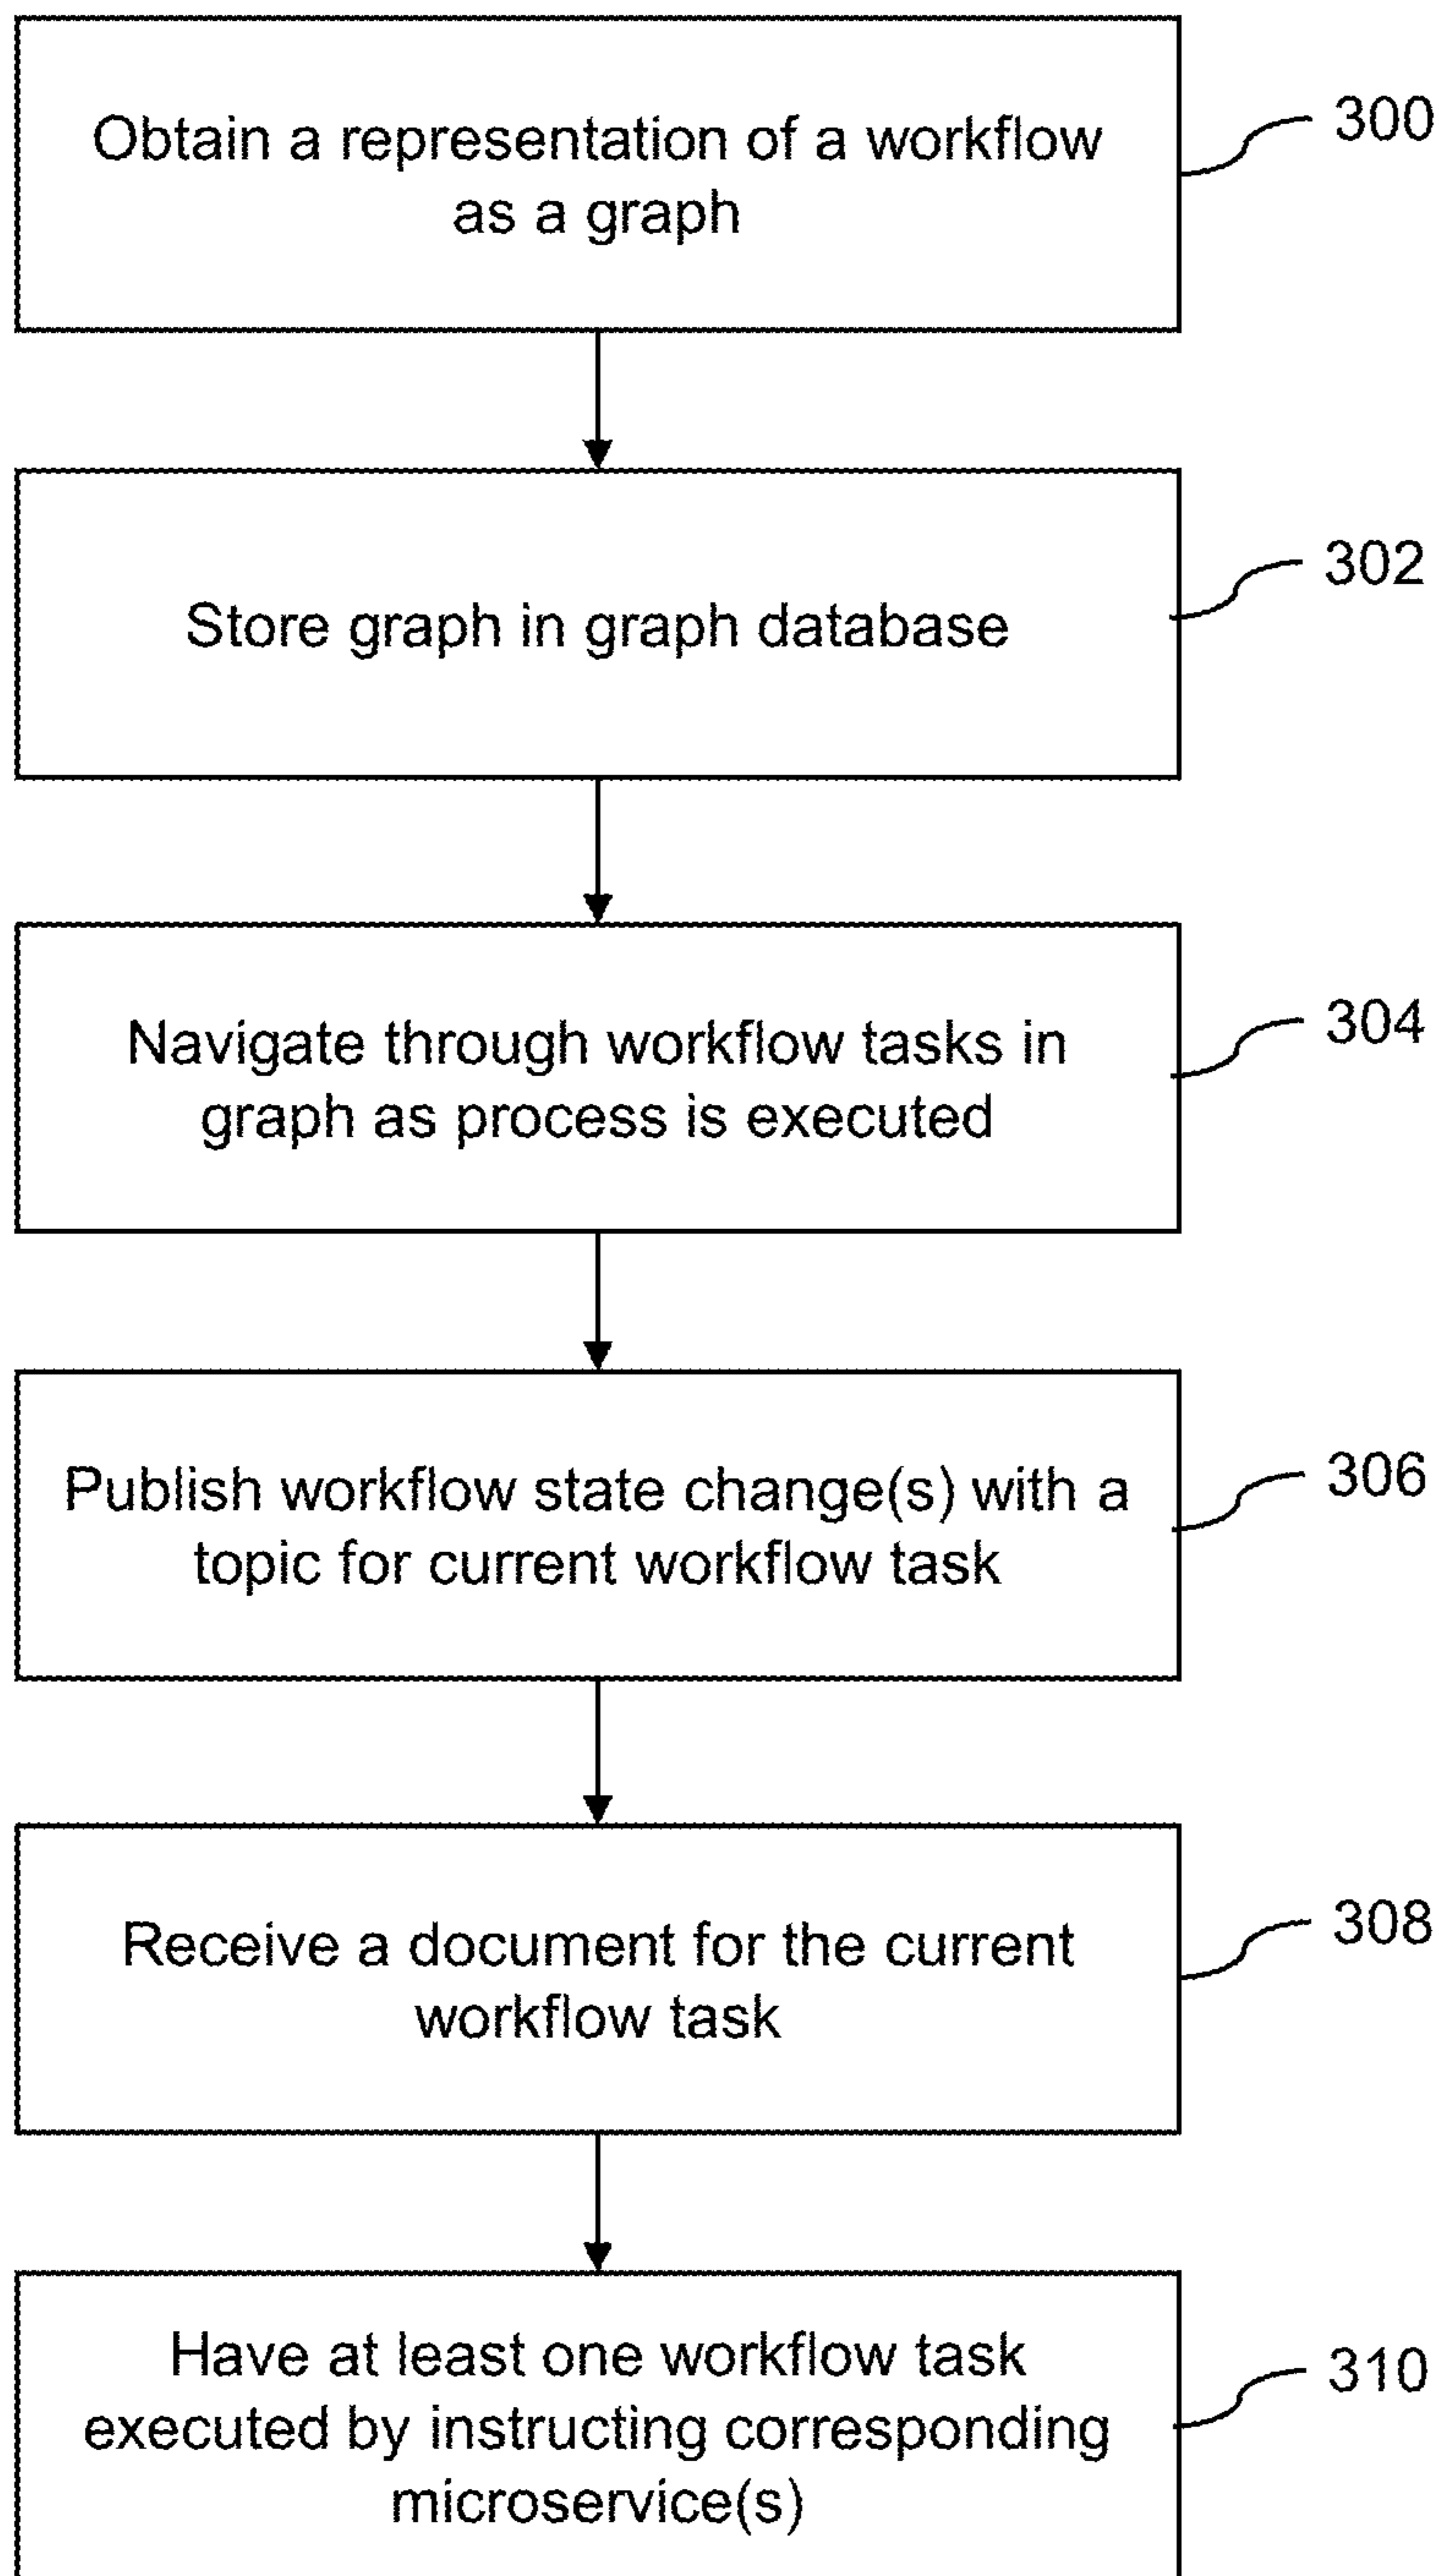 Obtain a representation of a workflow
as a graph
300
Store graph in graph database
302
Navigate through workflow tasks in
graph as process is executed
304
Publish workflow state change(s) with a
topic for current workflow task
306
Receive a document for the current
workflow task
308
Have at least one workflow task
executed by instructing corresponding
microservice(s)
310